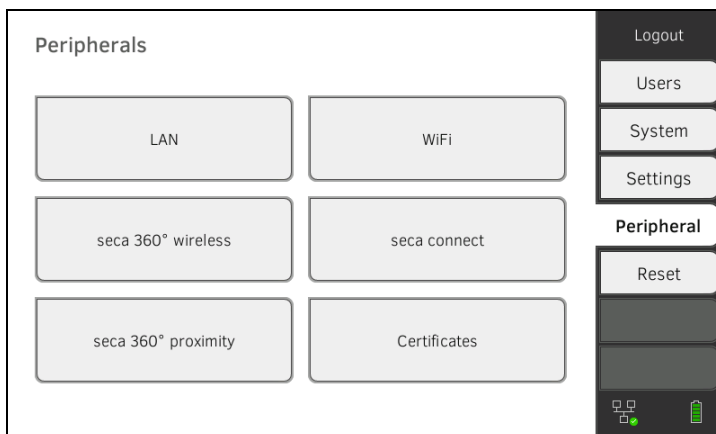 Peripherals
LAN
WiFi
seca 360° wireless
seca connect
seca 360° proximity
Certificates
Logout
Users
System
Settings
Peripheral
Reset